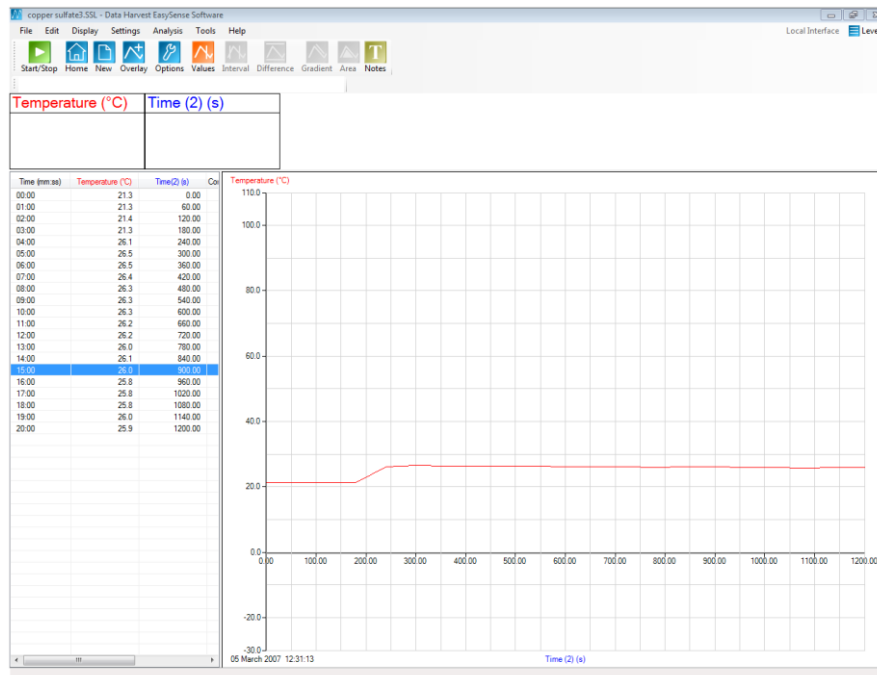 copper sulfate3.SSL - Data Harvest EasySense Software
File Edit Display Settings Analysis Tools Help Local Interface Leve
Start/Stop Home New Overlay Options Values Interval Difference Gradient Area Notes
Temperature (°C) Time (2) (s)
Time (mm:ss) Temperature (°C) Time(2) (s) Co
00:00 21.3 0.00
01:00 21.3 60.00
02:00 21.4 120.00
03:00 21.3 180.00
04:00 26.1 240.00
05:00 26.5 300.00
06:00 26.5 360.00
07:00 26.4 420.00
08:00 26.3 480.00
09:00 26.3 540.00
10:00 26.3 600.00
11:00 26.2 660.00
12:00 26.2 720.00
13:00 26.0 780.00
14:00 26.1 840.00
15:00 26.0 900.00
16:00 25.8 960.00
17:00 25.8 1020.00
18:00 25.8 1080.00
19:00 26.0 1140.00
20:00 25.9 1200.00
Temperature (°C)
110.0
100.0
80.0
60.0
40.0
20.0
0.0
0.00 100.00 200.00 300.00 400.00 500.00 600.00 700.00 800.00 900.00 1000.00 1100.00 1200.00
-20.0
-30.0
05 March 2007 12:31:13 Time (2) (s)